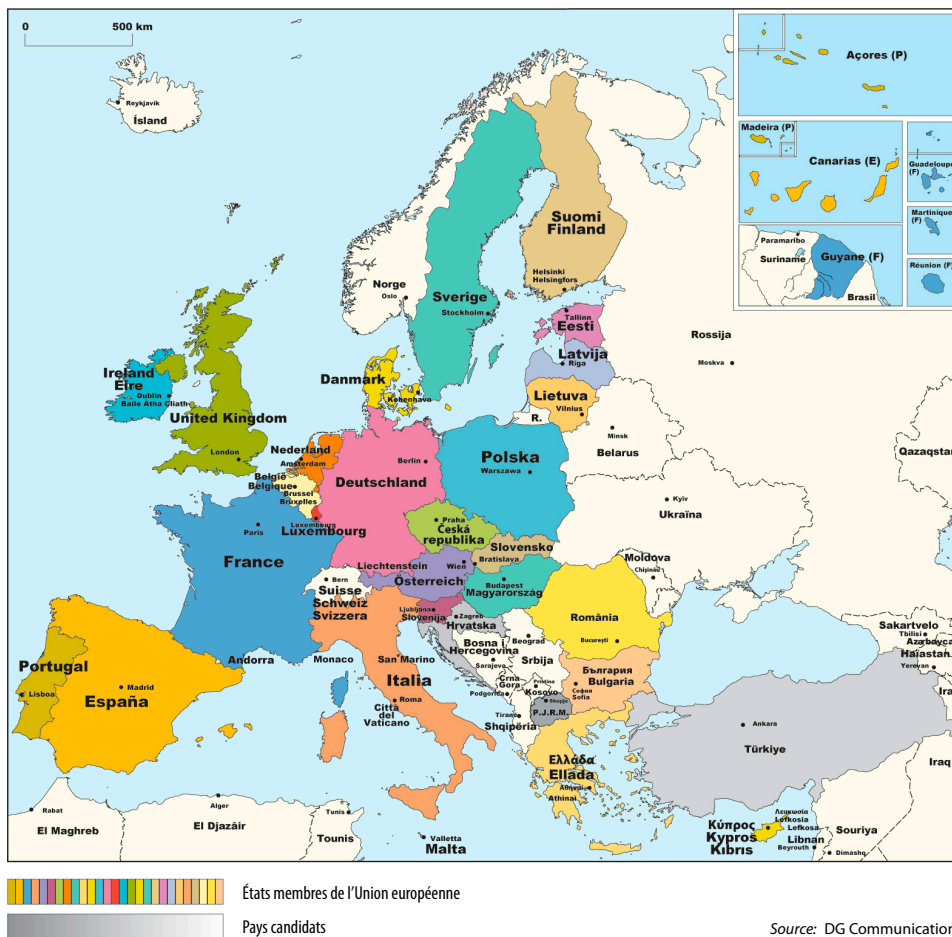 0 500 km
Reykjavík
Ísland
Açores (P)
Madeira (P)
Canarias (E)
Guadeloupe
(F)
Martinique
(F)
Paramaribo
Suriname
Guyane (F)
Réunion (F)
Brasil
Suomi
Finland
Helsinki
Helsingfors
Norge
Oslo
Sverige
Stockholm
Tallinn
Eesti
Rossija
Moskva
Latvija
Riga
Ireland
Éire
Dublin
Baile Atha Cliath
Danmark
København
Lietuva
Vilnius
R.
United Kingdom
London
Minsk
Belarus
Nederland
Amsterdam
Berlin
Deutschland
Polska
Warszawa
Qazaqstan
België
Belgique
Brussel
Bruxelles
Luxembourg
Luxembourg
Kyiv
Ukraïna
Praha
Česká
republika
Paris
France
Slovensko
Bratislava
Liechtenstein
Wien
Österreich
Budapest
Magyarország
Moldova
Chişinău
Bern
Suisse
Schweiz
Svizzera
Ljubljana
Slovenija
Zagreb
Hrvatska
România
Bucureşti
Sakartvelo
Tbilisi
Azərbayca
Haïastan
Yerevan
Bosna i
Hercegovina
Sarajevo
Beograd
Srbija
Portugal
Lisboa
Madrid
España
Andorra
Monaco
San Marino
Italia
Roma
Città
del
Vaticano
Crna
Gora
Podgorica
Pristina
Kosovo
България
Bulgaria
София
Sofia
Skopje
P.J.R.M.
Tirane
Shqipëria
Ankara
Türkiye
Ira
Iraq
Ελλάδα
Ellada
Αθήναι
Athinai
Rabat
El Maghreb
Alger
El Djazâir
Tunis
Tounis
Valletta
Malta
Κύπρος
Kypros
Kıbrıs
Λευκωσία
Lefkosia
Lefkosa
Souriya
Libnan
Beyrouth
Dimashq
États membres de l’Union européenne
Pays candidats
Source: DG Communication